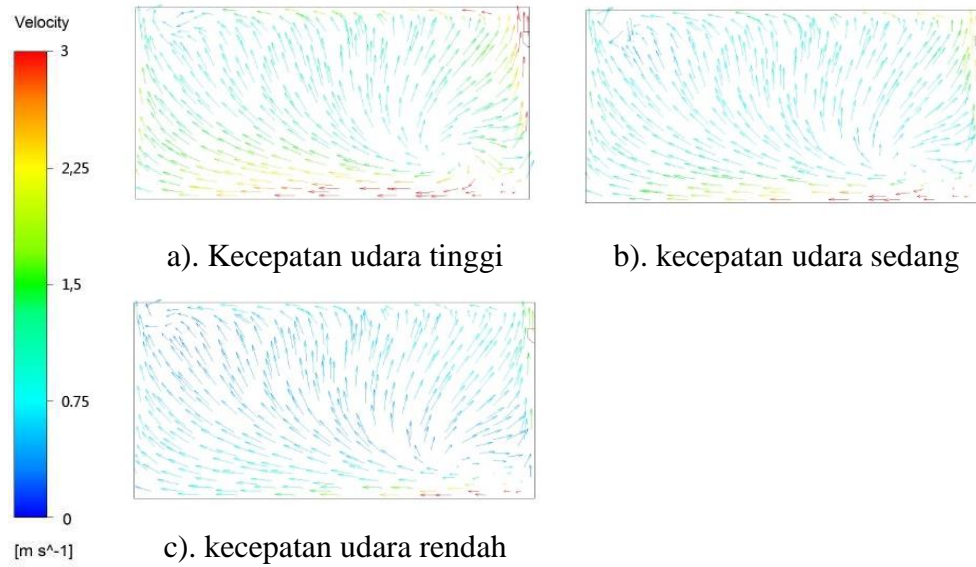 Velocity
3
2,25
1,5
0.75
0
[m s^-1]
a). Kecepatan udara tinggi
b). kecepatan udara sedang
c). kecepatan udara rendah